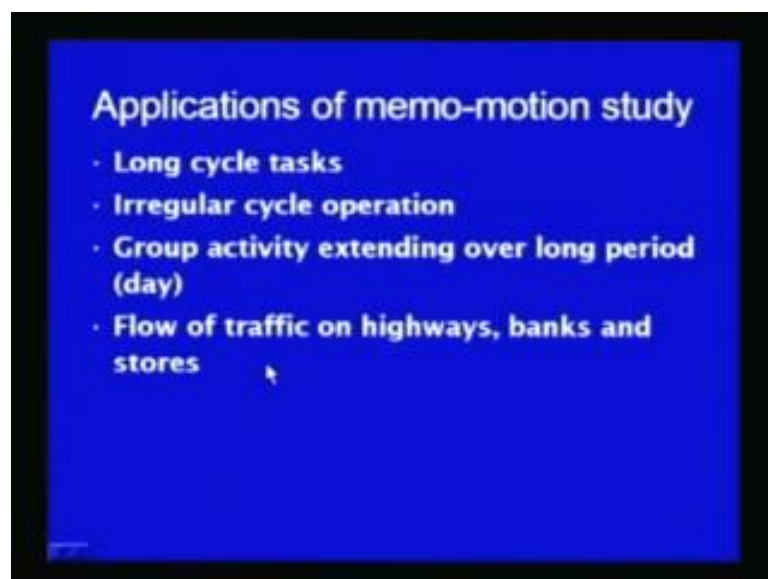 Applications of memo-motion study
· Long cycle tasks
· Irregular cycle operation
· Group activity extending over long period
(day)
· Flow of traffic on highways, banks and
stores